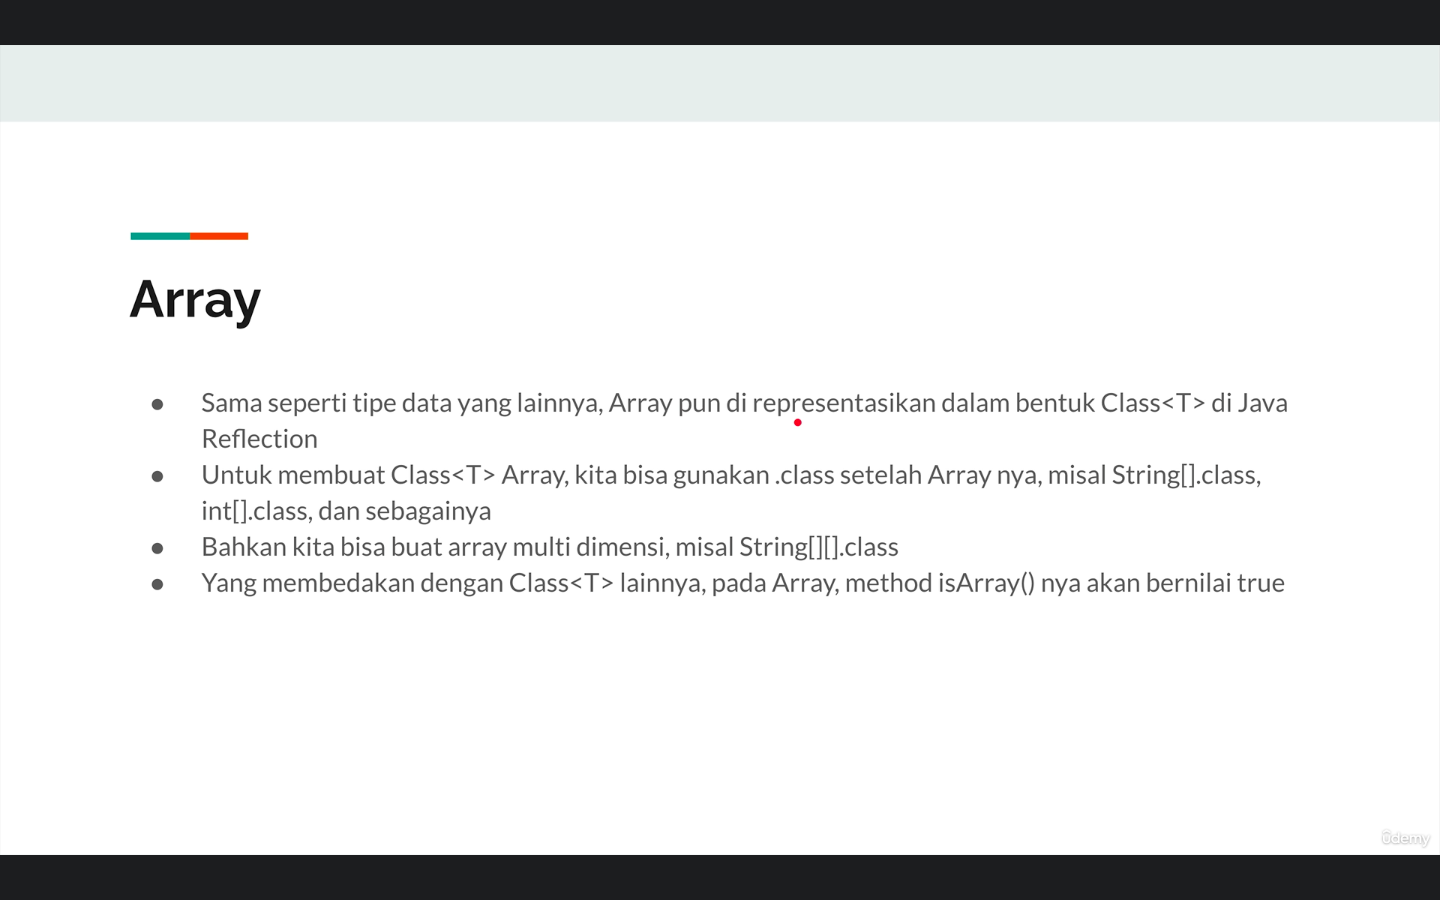 Array
● Sama seperti tipe data yang lainnya, Array pun di representasikan dalam bentuk Class<T> di Java
Reflection
● Untuk membuat Class<T> Array, kita bisa gunakan .class setelah Array nya, misal String[].class,
int[].class, dan sebagainya
● Bahkan kita bisa buat array multi dimensi, misal String[][].class
● Yang membedakan dengan Class<T> lainnya, pada Array, method isArray() nya akan bernilai true
ûdemy